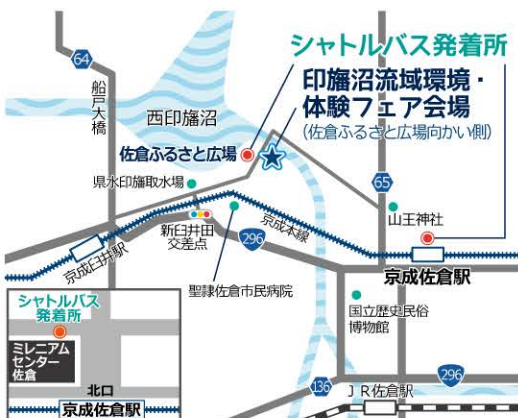 シャトルバス発着所
印旛沼流域環境・
体験フェア会場
(佐倉ふるさと広場向かい側)
64
船戸大橋
西印旛沼
佐倉ふるさと広場
県水印旛取水場
65
山王神社
新臼井田
交差点
京成本線
296
京成臼井駅
聖隷佐倉市民病院
京成佐倉駅
国立歴史民俗
博物館
シャトルバス
発着所
ミレニアム
センター
佐倉
北口
京成佐倉駅
136
JR佐倉駅
296